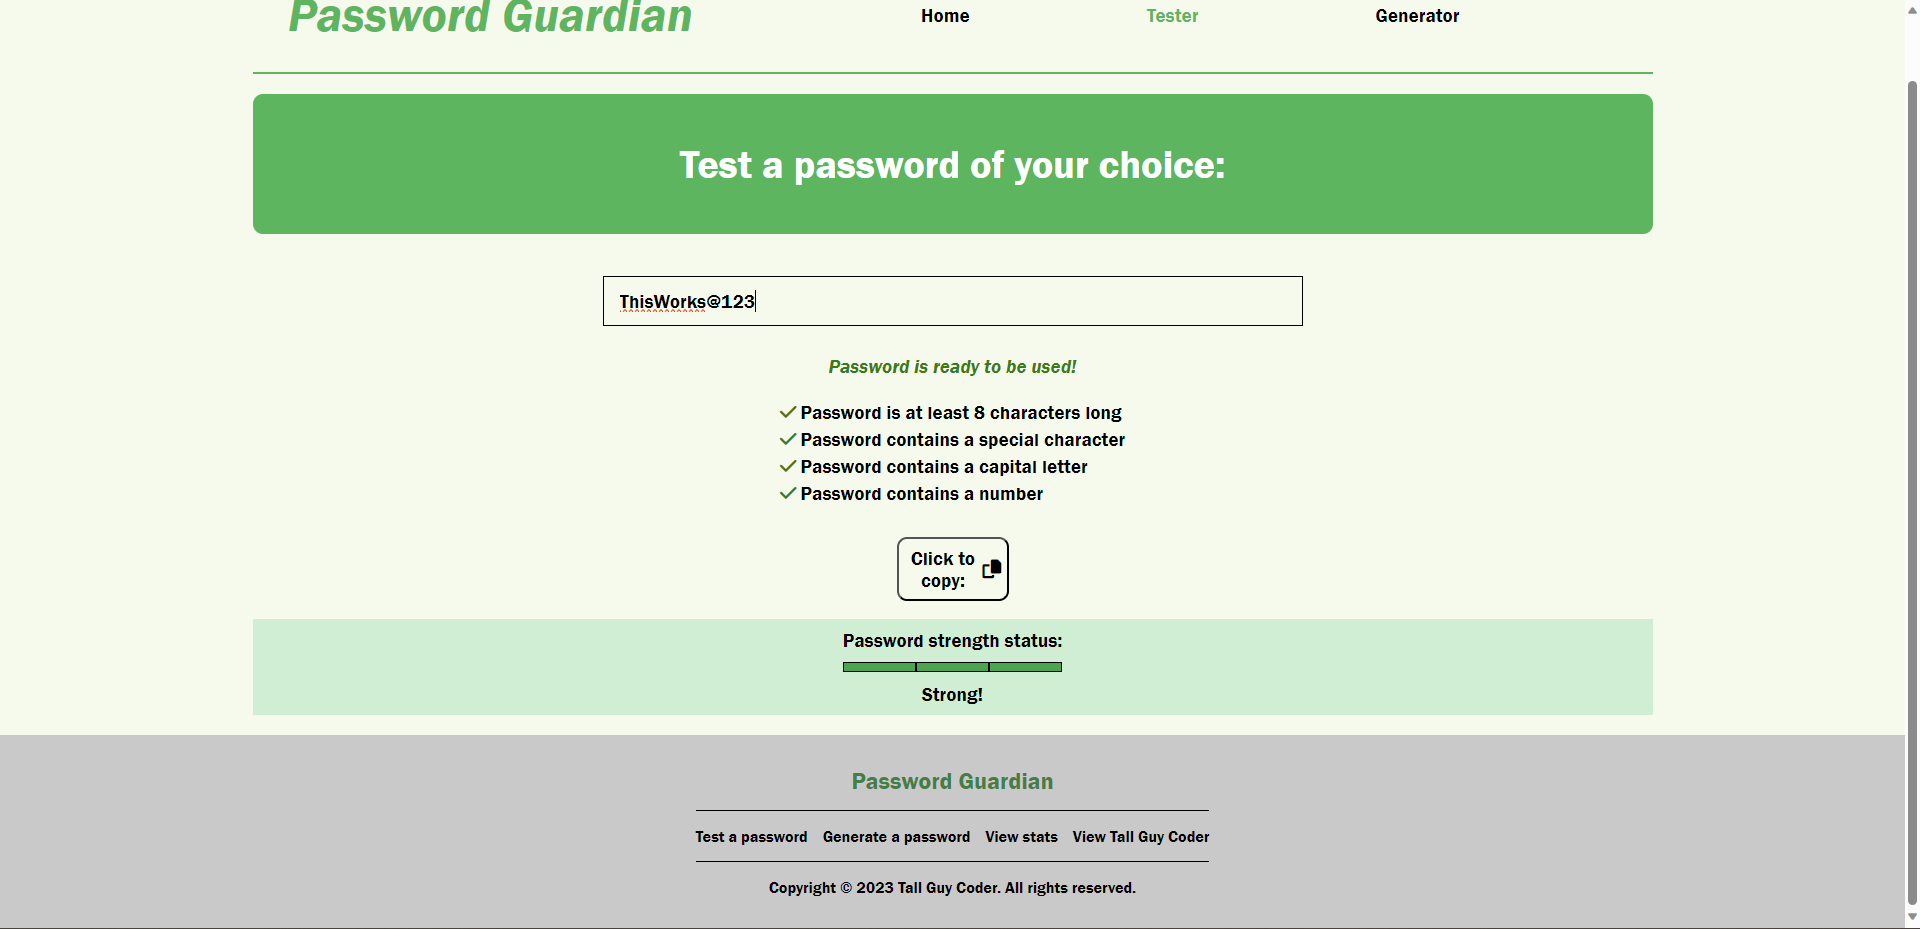 Password Guardian
Home
Tester
Generator
Test a password of your choice:
ThisWorks@123
Password is ready to be used!
Password is at least 8 characters long
Password contains a special character
Password contains a capital letter
Password contains a number
Click to
copy:
Password strength status:
Strong!
Password Guardian
Test a password Generate a password View stats View Tall Guy Coder
Copyright © 2023 Tall Guy Coder. All rights reserved.